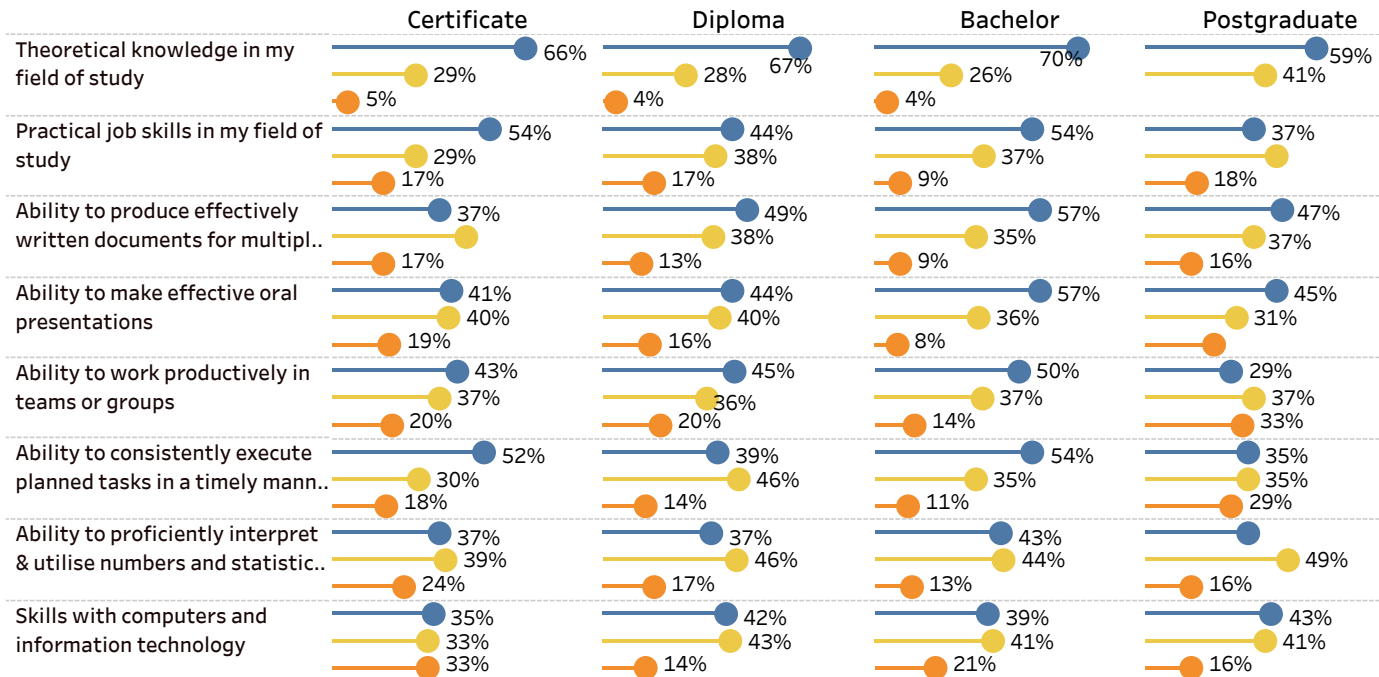 Certificate Diploma Bachelor Postgraduate
Theoretical knowledge in my
field of study
66% 67% 70% 59%
29% 28% 26% 41%
5% 4% 4%
Practical job skills in my field of
study
54% 44% 54% 37%
29% 38% 37%
17% 17% 9% 18%
Ability to produce effectively
written documents for multipl..
37% 49% 57% 47%
38% 35% 37%
17% 13% 9% 16%
Ability to make effective oral
presentations
41% 44% 57% 45%
40% 40% 36% 31%
19% 16% 8%
Ability to work productively in
teams or groups
43% 45% 50% 29%
37% 36% 37% 37%
20% 20% 14% 33%
Ability to consistently execute
planned tasks in a timely mann..
52% 39% 54% 35%
30% 46% 35% 35%
18% 14% 11% 29%
Ability to proficiently interpret
& utilise numbers and statistic..
37% 37% 43%
39% 46% 44% 49%
24% 17% 13% 16%
Skills with computers and
information technology
35% 42% 39% 43%
33% 43% 41% 41%
33% 14% 21% 16%